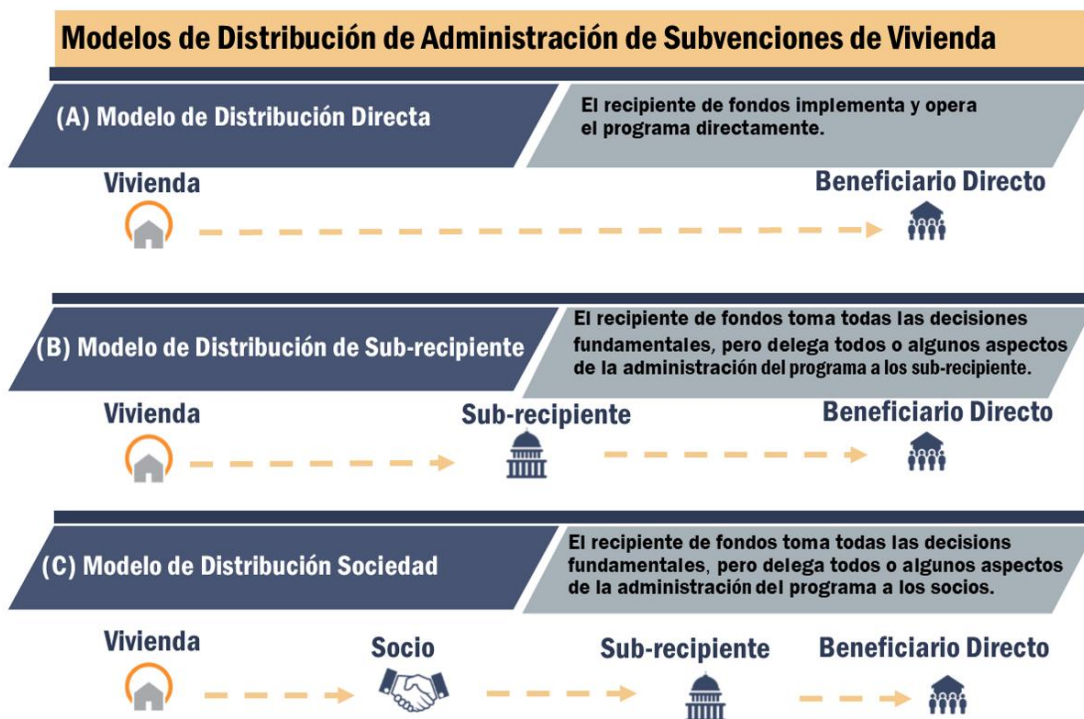 Modelos de Distribución de Administración de Subvenciones de Vivienda
(A) Modelo de Distribución Directa
El recipiente de fondos implementa y opera
el programa directamente.
Vivienda
Beneficiario Directo
(B) Modelo de Distribución de Sub-recipiente
El recipiente de fondos toma todas las decisiones
fundamentales, pero delega todos o algunos aspectos
de la administración del programa a los sub-recipiente.
Vivienda
Sub-recipiente
Beneficiario Directo
(C) Modelo de Distribución Sociedad
El recipiente de fondos toma todas las decisions
fundamentales, pero delega todos o algunos aspectos
de la administración del programa a los socios.
Vivienda
Socio
Sub-recipiente
Beneficiario Directo